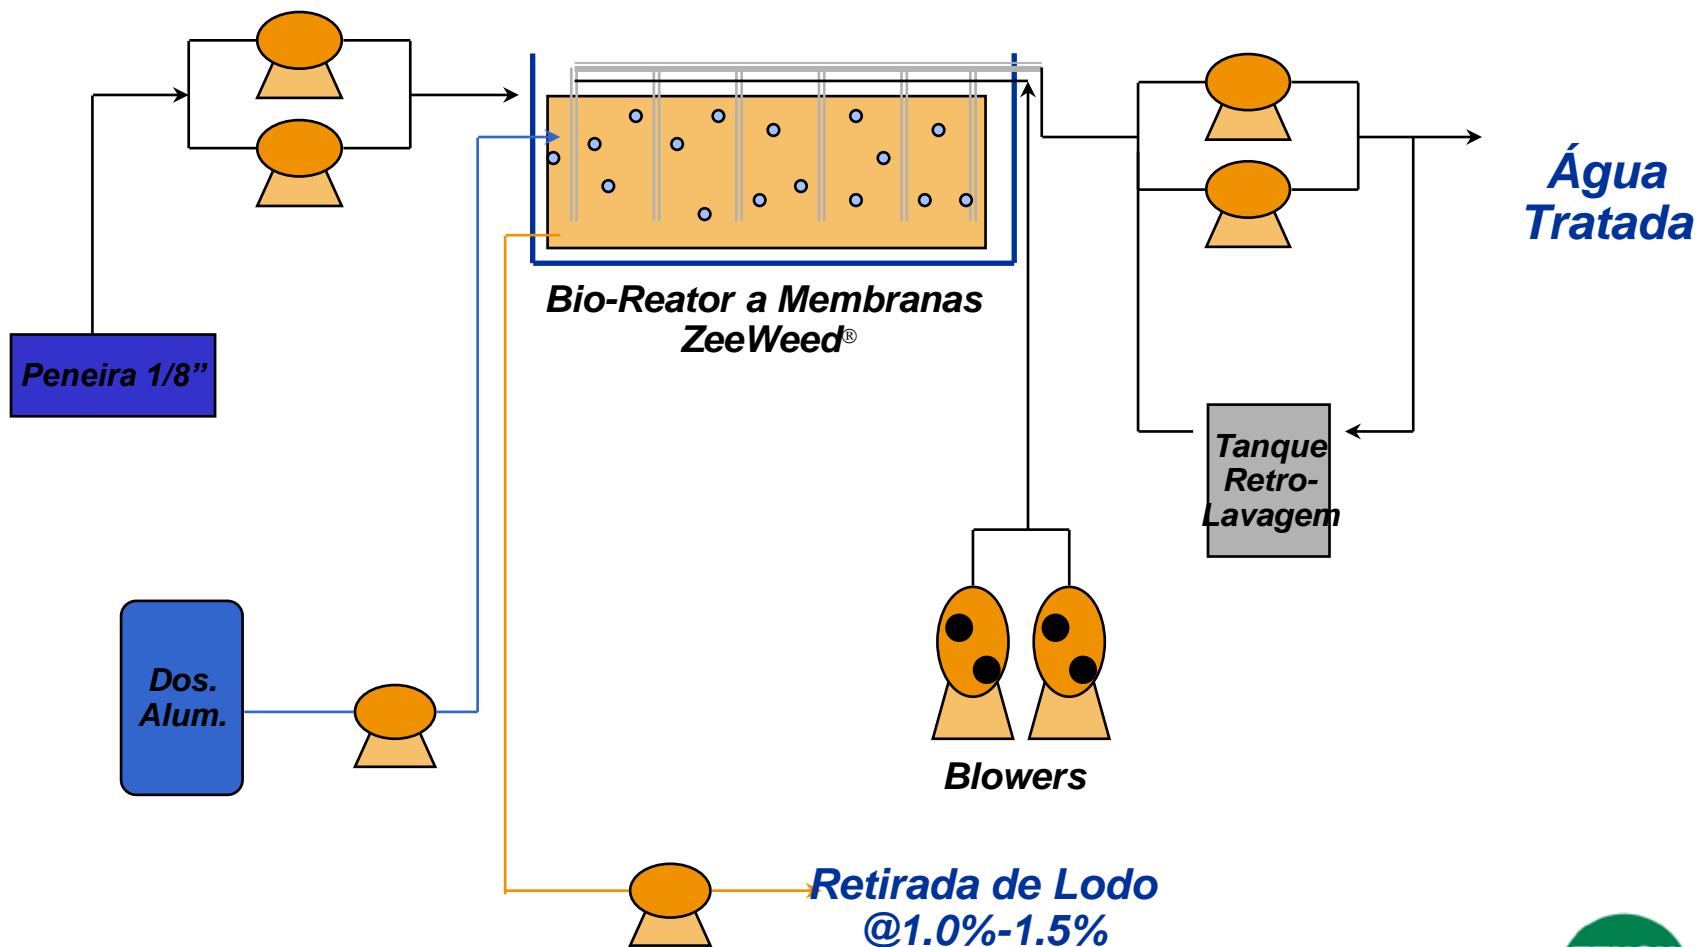 Água
Tratada
Bio-Reator a Membranas
ZeeWeed®
Peneira 1/8”
Tanque
Retro-
Lavagem
Dos.
Alum.
Blowers
Retirada de Lodo
@1.0%-1.5%